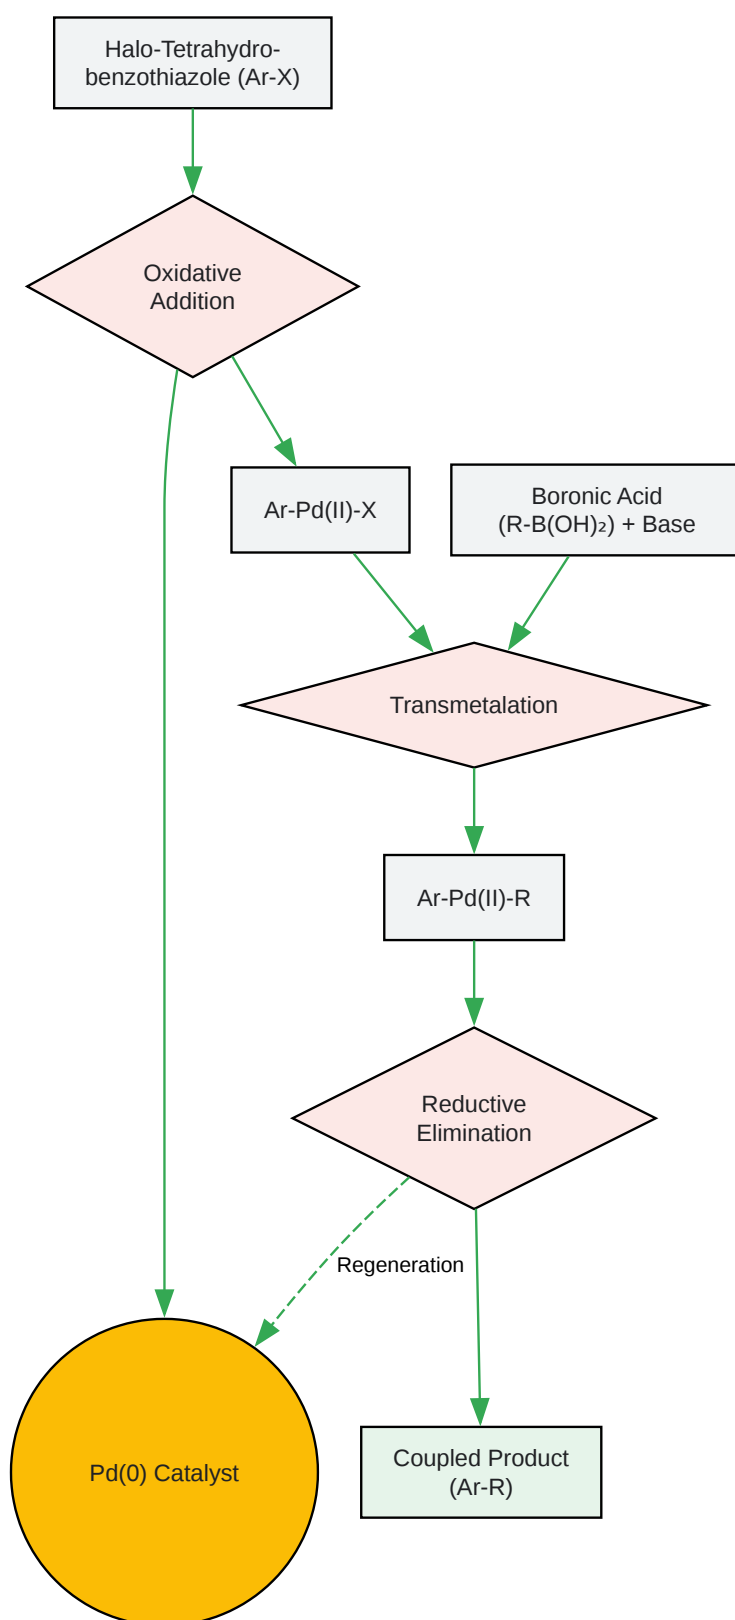 Halo-Tetrahydro-
benzothiazole (Ar-X)
Oxidative
Addition
Ar-Pd(II)-X
Boronic Acid
(R-B(OH)₂) + Base
Transmetalation
Ar-Pd(II)-R
Reductive
Elimination
Regeneration
Pd(0) Catalyst
Coupled Product
(Ar-R)